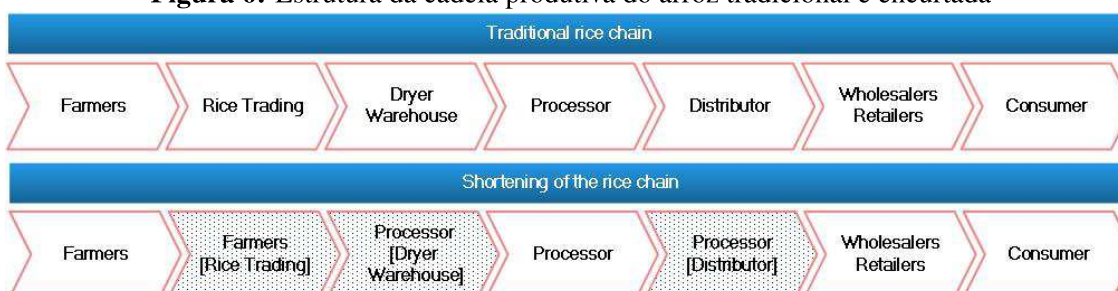 Figura Estrutura da cadeia produtiva do arroz tradicional e encurtada
Traditional rice chain
Farmers
Rice Trading
Dryer
Warehouse
Processor
Distributor
Wholesalers
Retailers
Consumer
Shortening of the rice chain
Farmers
Farmers
[Rice Trading]
Processor
[Dryer
Warehouse]
Processor
Processor
[Distributor]
Wholesalers
Retailers
Consumer